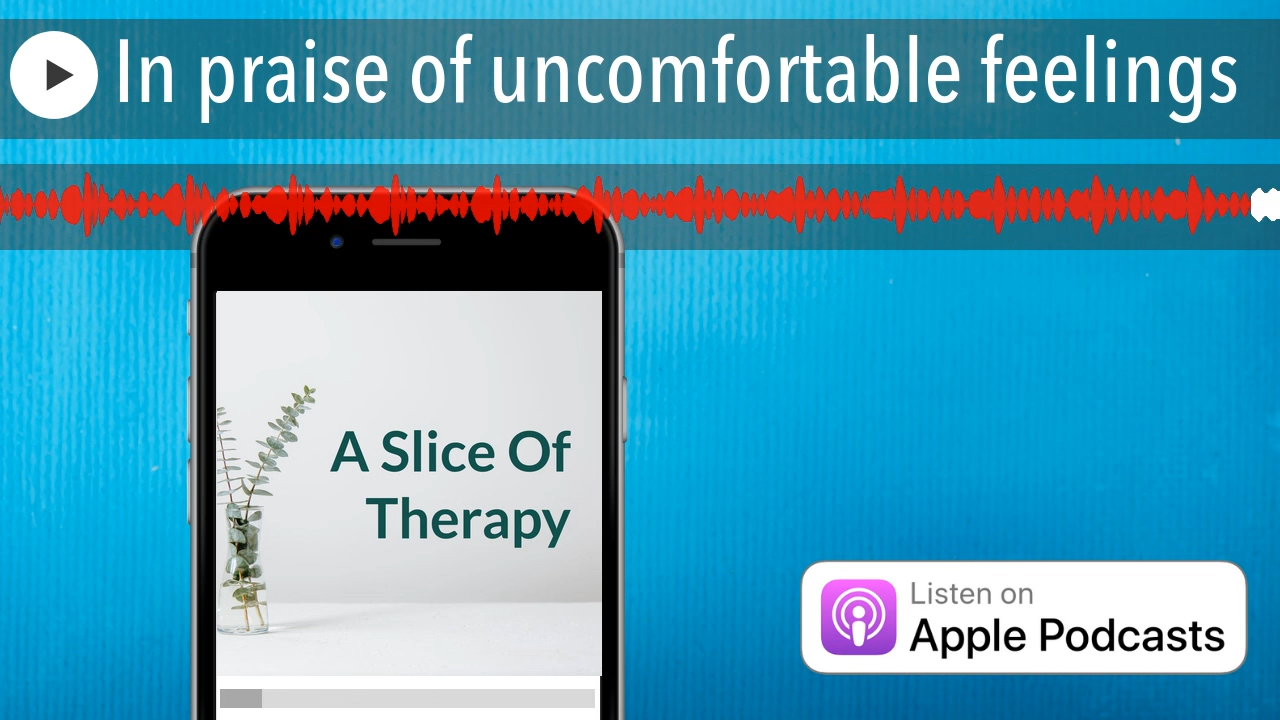 In praise of uncomfortable feelings
A Slice Of
Therapy
Listen on
Apple Podcasts